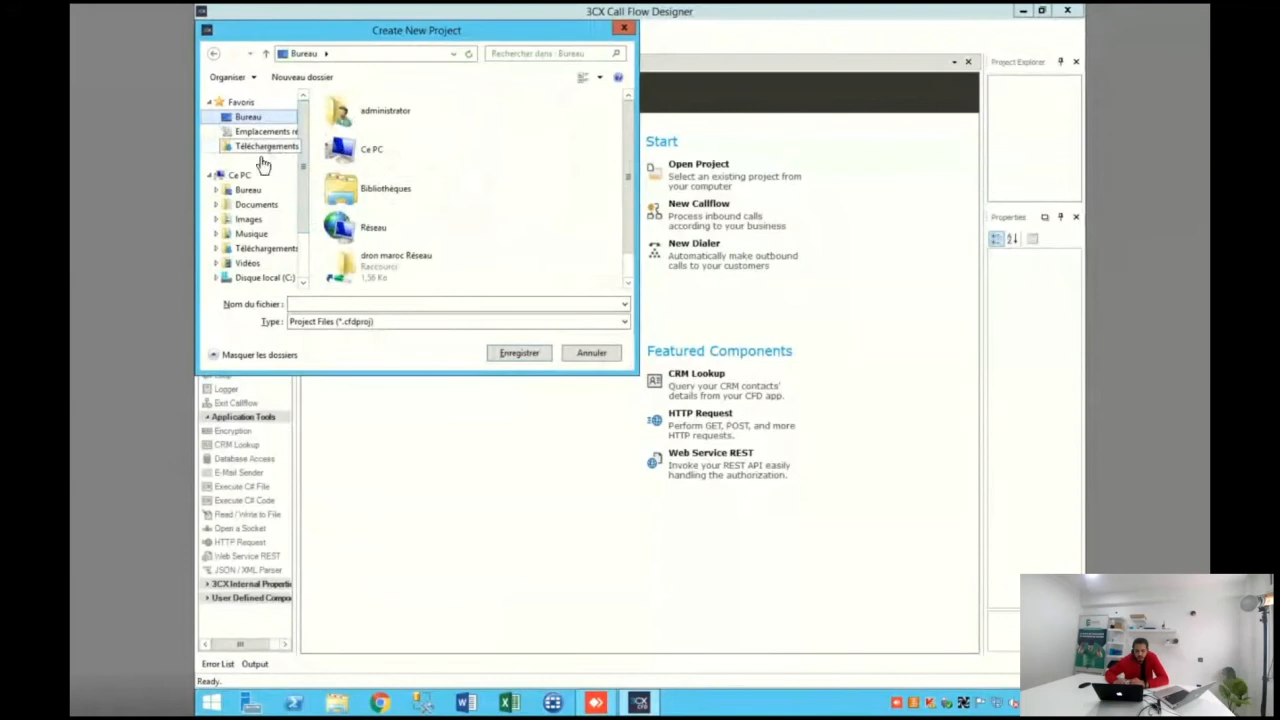 3CX Call Flow Designer
Create New Project
Bureau
Rechercher dans : Bureau
Organiser
Nouveau dossier
Favoris
Bureau
Emplacements ré
Téléchargements
Ce PC
Bureau
Documents
Images
Musique
Téléchargements
Vidéos
Disque local (C:)
administrator
Ce PC
Bibliothèques
Réseau
dron maroc Réseau
Raccourci
1,56 Ko
Nom du fichier :
Type : Project Files (*.cfdproj)
Masquer les dossiers
Enregistrer
Annuler
Logger
Exit Callflow
Application Tools
Encryption
CRM Lookup
Database Access
E-Mail Sender
Execute C# File
Execute C# Code
Read / Write to File
Open a Socket
HTTP Request
Web Service REST
JSON / XML Parser
3CX Internal Properti
User Defined Compo
Error List Output
Ready.
Start
Open Project
Select an existing project from
your computer
New Callflow
Process inbound calls
according to your business
New Dialer
Automatically make outbound
calls to your customers
Featured Components
CRM Lookup
Query your CRM contacts'
details from your CFD app.
HTTP Request
Perform GET, POST, and more
HTTP requests.
Web Service REST
Invoke your REST API easily
handling the authorization.
Project Explorer
Properties